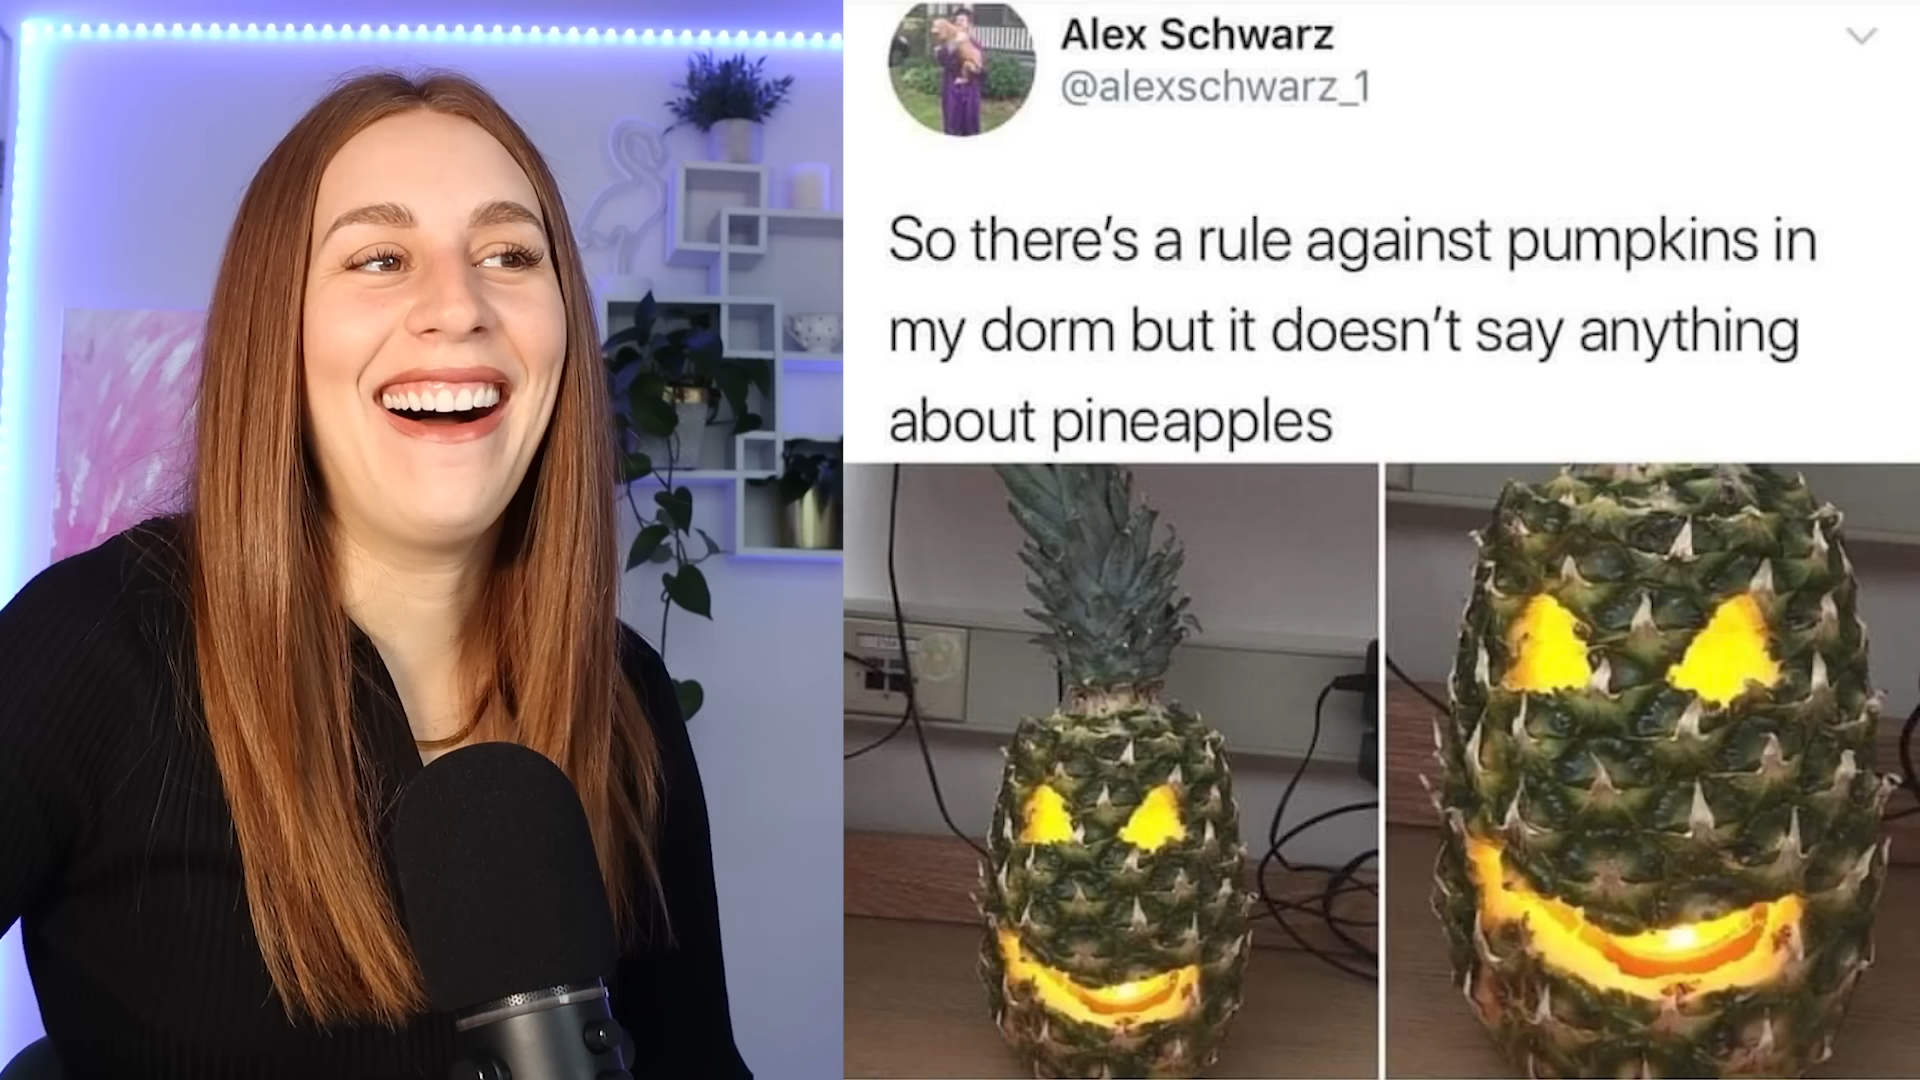 Alex Schwarz
@alexschwarz_1
So there's a rule against pumpkins in
my dorm but it doesn't say anything
about pineapples